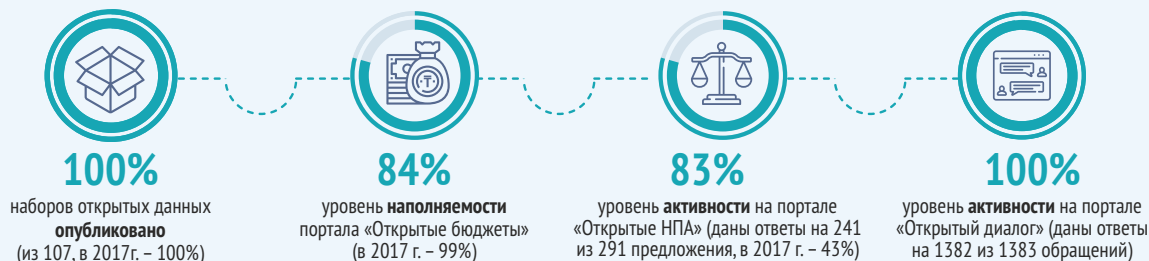 100%
наборов открытых данных
опубликовано
(из 107, в 2017г. – 100%)
84%
уровень наполняемости
портала «Открытые бюджеты»
(в 2017 г. – 99%)
83%
уровень активности на портале
«Открытые НПА» (даны ответы на 241
из 291 предложения, в 2017 г. – 43%)
100%
уровень активности на портале
«Открытый диалог» (даны ответы
на 1382 из 1383 обращений)